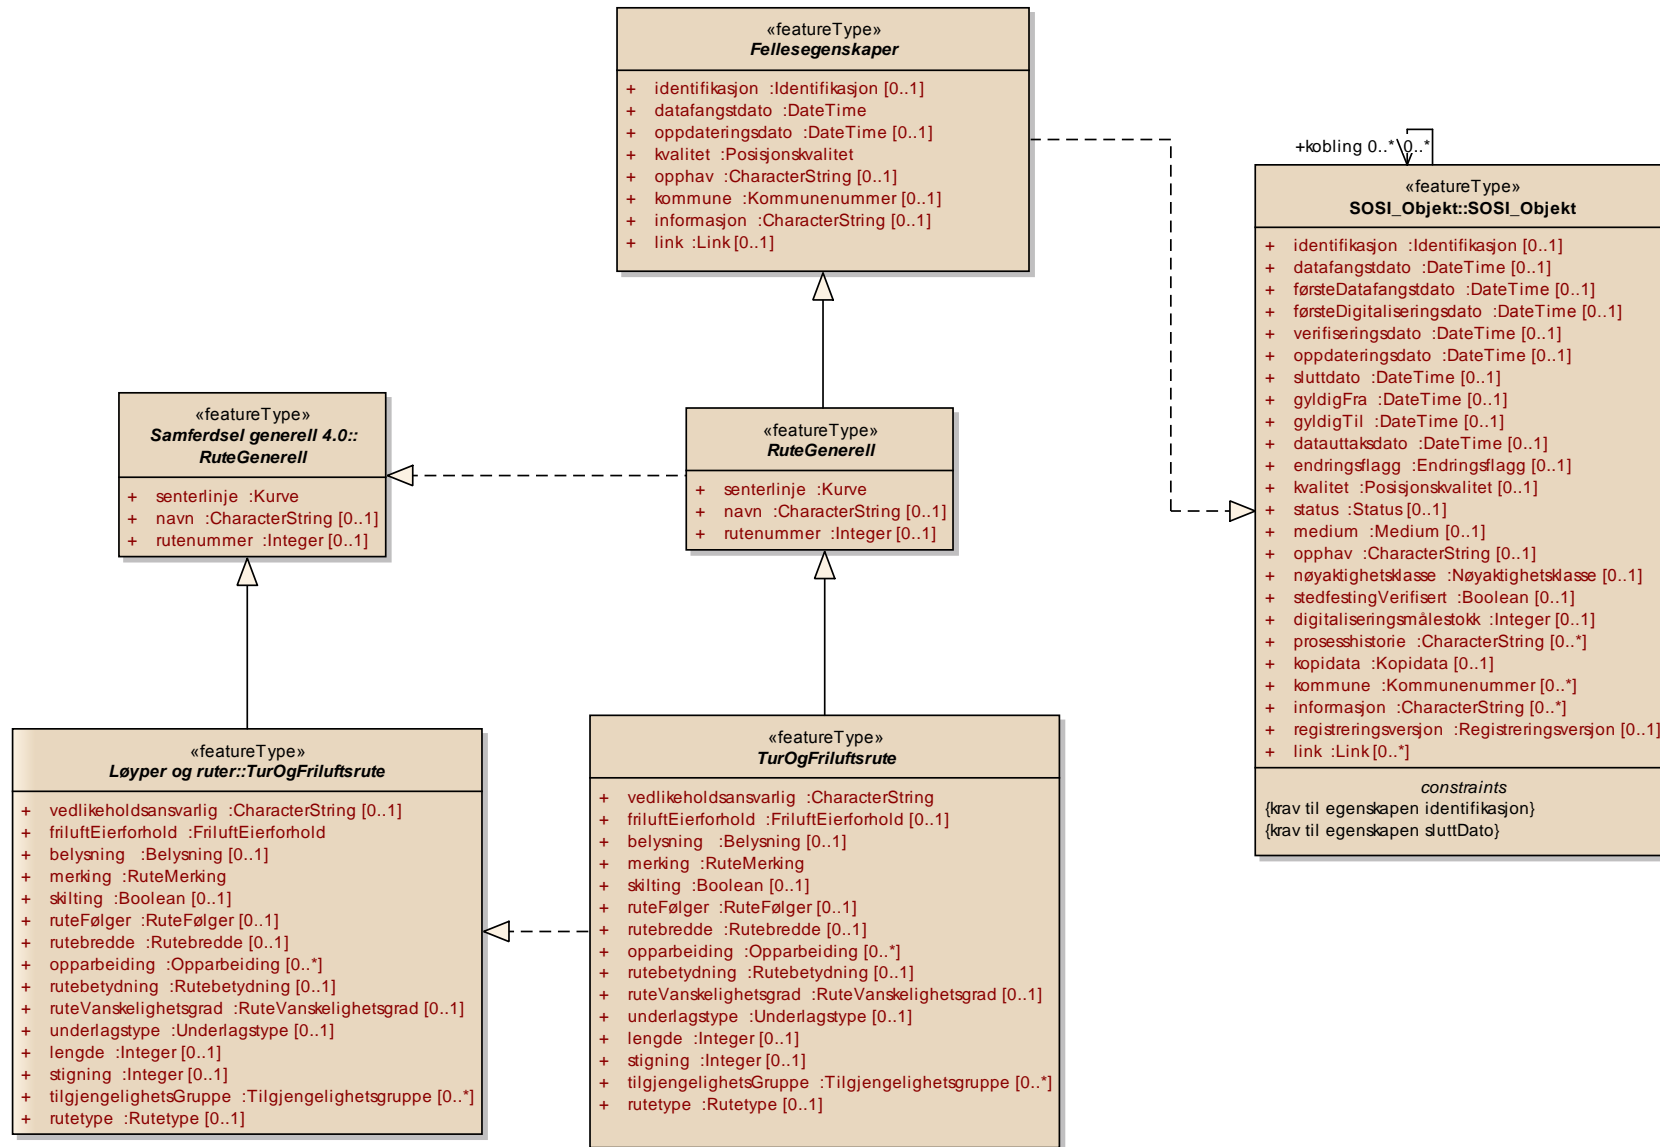 «featureType»
Fellesegenskaper
+ identifikasjon :Identifikasjon [0..1]
+ datafangstdato :DateTime
+ oppdateringsdato :DateTime [0..1]
+ kvalitet :Posisjonskvalitet
+ opphav :CharacterString [0..1]
+ kommune :Kommunenummer [0..1]
+ informasjon :CharacterString [0..1]
+ link :Link [0..1]
+kobling 0..* 0..*
«featureType»
SOSI_Objekt::SOSI_Objekt
+ identifikasjon :Identifikasjon [0..1]
+ datafangstdato :DateTime [0..1]
+ førsteDatafangstdato :DateTime [0..1]
+ førsteDigitaliseringsdato :DateTime [0..1]
+ verifiseringsdato :DateTime [0..1]
+ oppdateringsdato :DateTime [0..1]
+ sluttdato :DateTime [0..1]
+ gyldigFra :DateTime [0..1]
+ gyldigTil :DateTime [0..1]
+ datauttaksdato :DateTime [0..1]
+ endringsflagg :Endringsflagg [0..1]
+ kvalitet :Posisjonskvalitet [0..1]
+ status :Status [0..1]
+ medium :Medium [0..1]
+ opphav :CharacterString [0..1]
+ nøyaktighetsklasse :Nøyaktighetsklasse [0..1]
+ stedfestingVerifisert :Boolean [0..1]
+ digitaliseringsmålestokk :Integer [0..1]
+ prosesshistorie :CharacterString [0..*]
+ kopidata :Kopidata [0..1]
+ kommune :Kommunenummer [0..*]
+ informasjon :CharacterString [0..*]
+ registreringsversjon :Registreringsversjon [0..1]
+ link :Link [0..*]
constraints
{krav til egenskapen identifikasjon}
{krav til egenskapen sluttDato}
«featureType»
Samferdsel generell 4.0::
RuteGenerell
+ senterlinje :Kurve
+ navn :CharacterString [0..1]
+ rutenummer :Integer [0..1]
«featureType»
RuteGenerell
+ senterlinje :Kurve
+ navn :CharacterString [0..1]
+ rutenummer :Integer [0..1]
«featureType»
Løyper og ruter::TurOgFriluftsrute
+ vedlikeholdsansvarlig :CharacterString [0..1]
+ friluftEierforhold :FriluftEierforhold
+ belysning :Belysning [0..1]
+ merking :RuteMerking
+ skilting :Boolean [0..1]
+ ruteFølger :RuteFølger [0..1]
+ rutebredde :Rutebredde [0..1]
+ opparbeiding :Opparbeiding [0..*]
+ rutebetydning :Rutebetydning [0..1]
+ ruteVanskelighetsgrad :RuteVanskelighetsgrad [0..1]
+ underlagstype :Underlagstype [0..1]
+ lengde :Integer [0..1]
+ stigning :Integer [0..1]
+ tilgjengelighetsGruppe :Tilgjengelighetsgruppe [0..*]
+ rutetype :Rutetype [0..1]
«featureType»
TurOgFriluftsrute
+ vedlikeholdsansvarlig :CharacterString
+ friluftEierforhold :FriluftEierforhold [0..1]
+ belysning :Belysning [0..1]
+ merking :RuteMerking
+ skilting :Boolean [0..1]
+ ruteFølger :RuteFølger [0..1]
+ rutebredde :Rutebredde [0..1]
+ opparbeiding :Opparbeiding [0..*]
+ rutebetydning :Rutebetydning [0..1]
+ ruteVanskelighetsgrad :RuteVanskelighetsgrad [0..1]
+ underlagstype :Underlagstype [0..1]
+ lengde :Integer [0..1]
+ stigning :Integer [0..1]
+ tilgjengelighetsGruppe :Tilgjengelighetsgruppe [0..*]
+ rutetype :Rutetype [0..1]